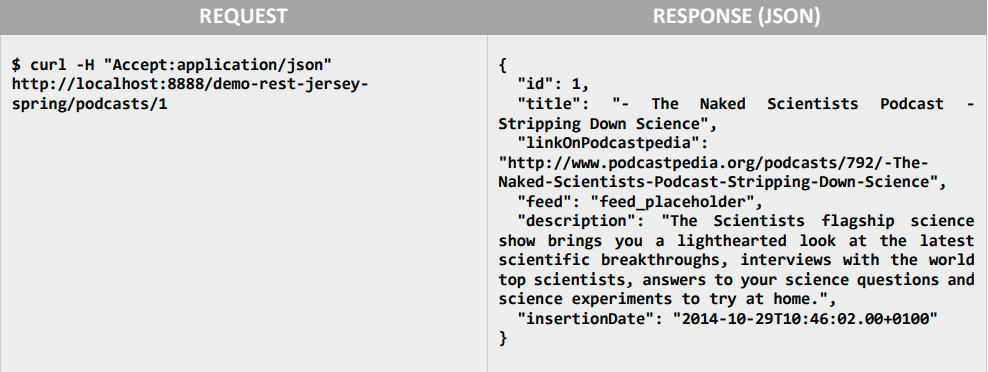 REQUEST
RESPONSE (JSON)
$ curl -H "Accept:application/json"
http://localhost:8888/demo-rest-jersey-
spring/podcasts/1
{
"id": 1,
"title": "- The Naked Scientists Podcast -
Stripping Down Science",
"linkOnPodcastpedia":
"http://www.podcastpedia.org/podcasts/792/-The-
Naked-Scientists-Podcast-Stripping-Down-Science",
"feed": "feed_placeholder",
"description": "The Scientists flagship science
show brings you a lighthearted look at the latest
scientific breakthroughs, interviews with the world
top scientists, answers to your science questions and
science experiments to try at home.",
"insertionDate": "2014-10-29T10:46:02.00+0100"
}